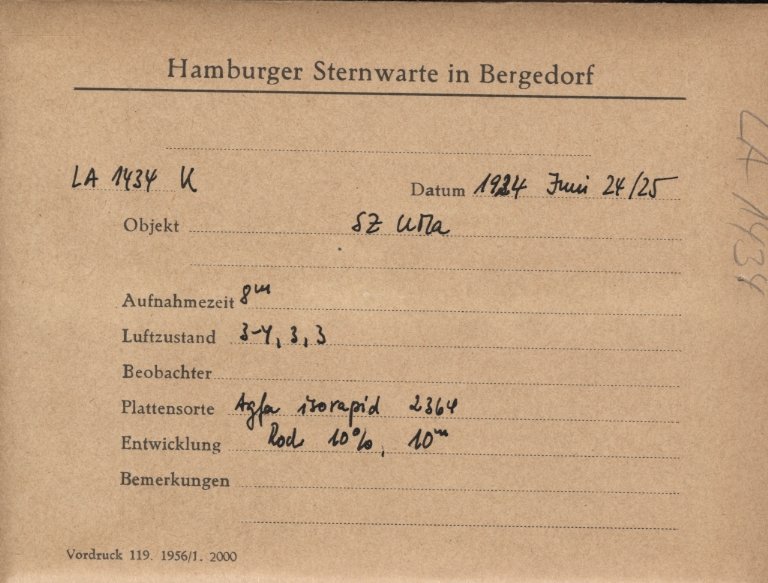 Hamburger Sternwarte in Bergedorf
LA 1434 K
Datum 1924 Juni 24/25
Objekt SZ UMa
Aufnahmezeit 8m
Luftzustand 3-4, 3, 3
Beobachter
Plattensorte Agfa isorapid 2364
Entwicklung Rod 10%, 10m
Bemerkungen
Vordruck 119. 1956/1. 2000
LA 1434